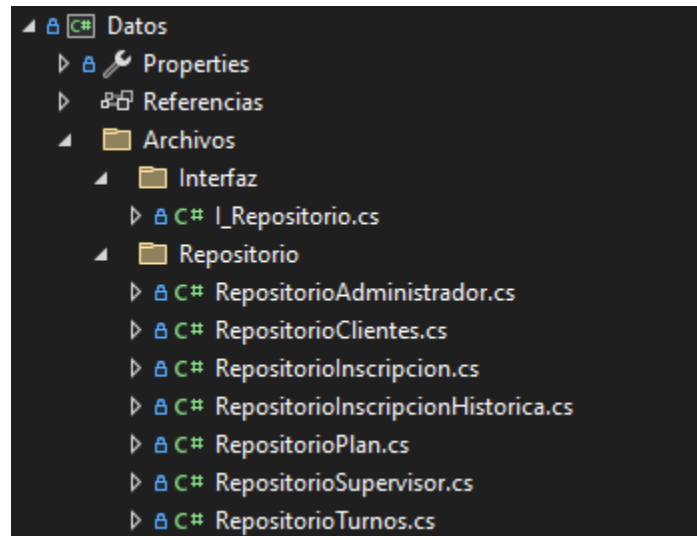 C# Datos
Properties
Referencias
Archivos
Interfaz
C# I_Repositorio.cs
Repositorio
C# RepositorioAdministrador.cs
C# RepositorioClientes.cs
C# RepositorioInscripcion.cs
C# RepositorioInscripcionHistorica.cs
C# RepositorioPlan.cs
C# RepositorioSupervisor.cs
C# RepositorioTurnos.cs